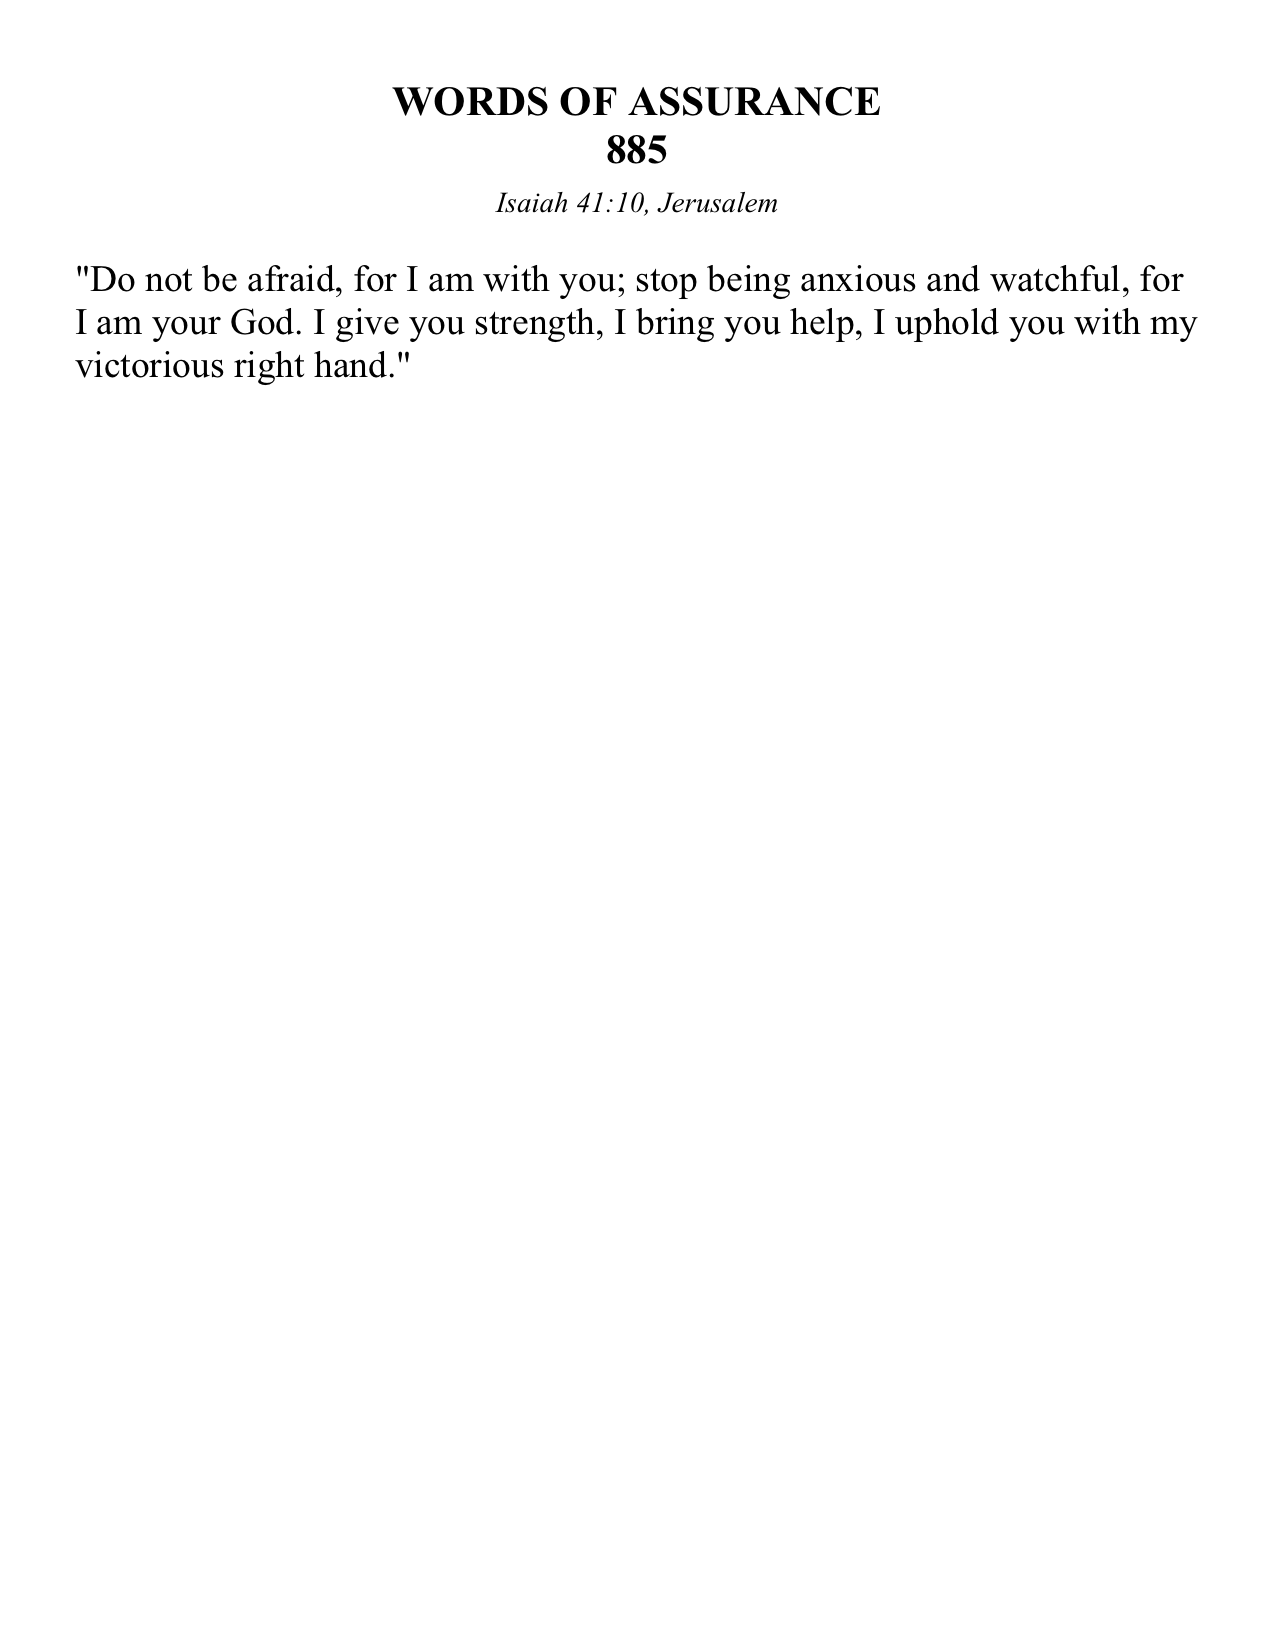 WORDS OF ASSURANCE
885
Isaiah 41:10, Jerusalem
"Do not be afraid, for I am with you; stop being anxious and watchful, for
I am your God. I give you strength, I bring you help, I uphold you with my
victorious right hand."